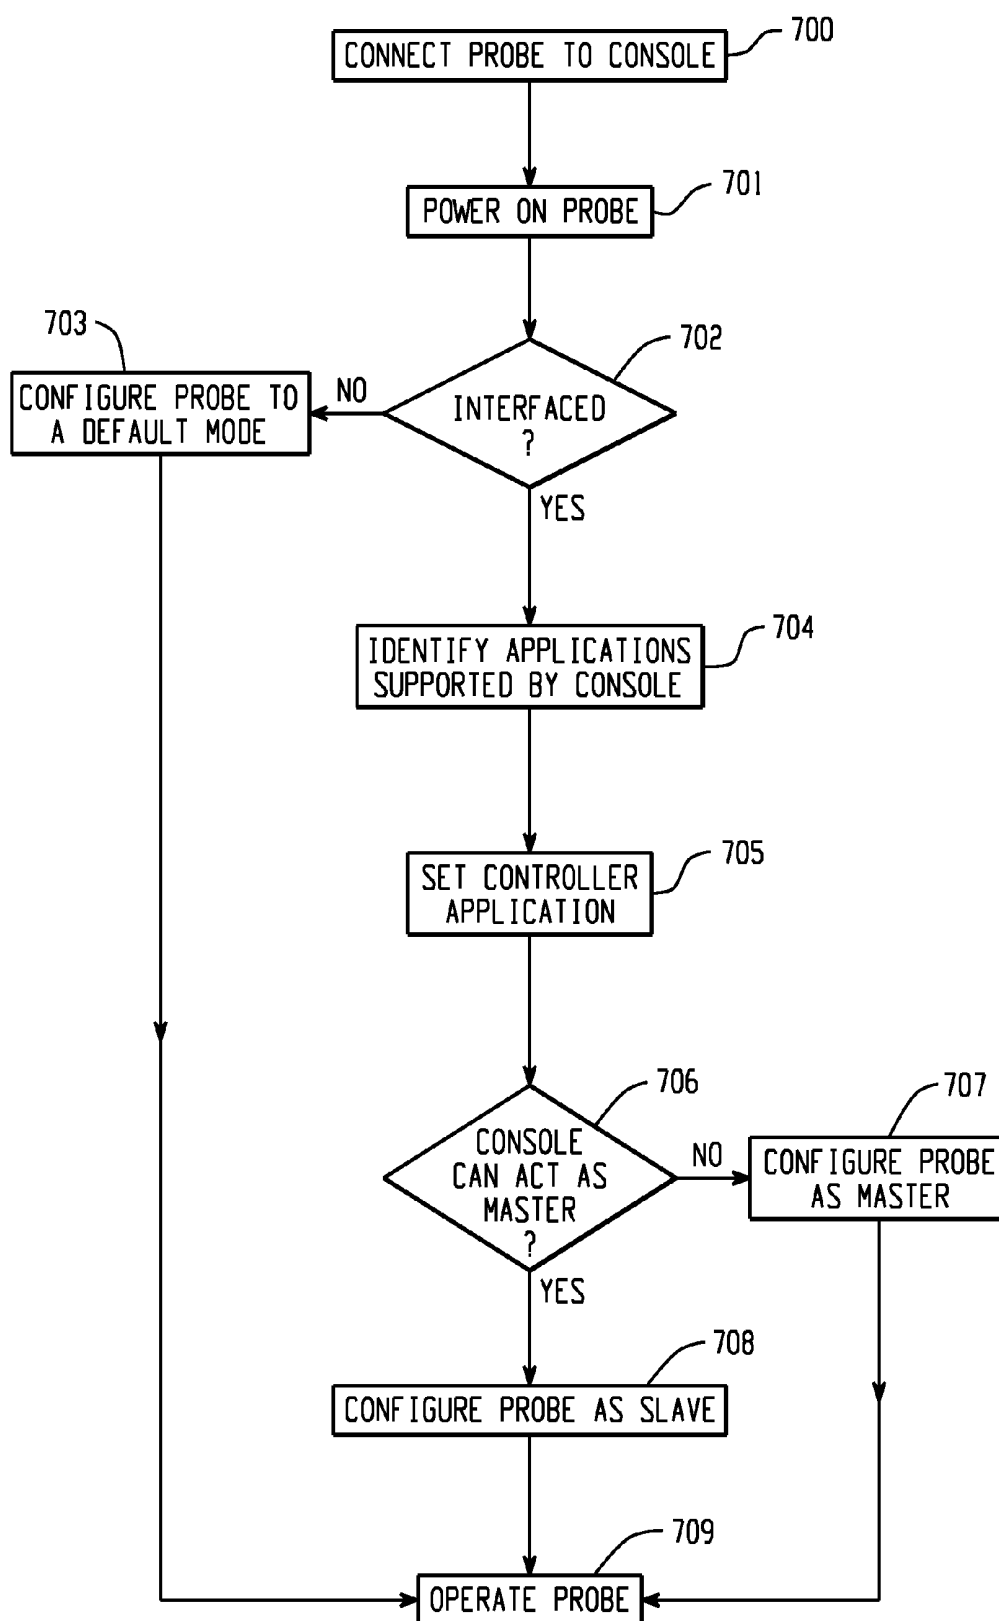 700
CONNECT PROBE TO CONSOLE
701
POWER ON PROBE
703
702
CONFIGURE PROBE TO
A DEFAULT MODE
NO
INTERFACED
?
YES
704
IDENTIFY APPLICATIONS
SUPPORTED BY CONSOLE
705
SET CONTROLLER
APPLICATION
706
707
CONSOLE
CAN ACT AS
MASTER
?
NO
CONFIGURE PROBE
AS MASTER
YES
708
CONFIGURE PROBE AS SLAVE
709
OPERATE PROBE